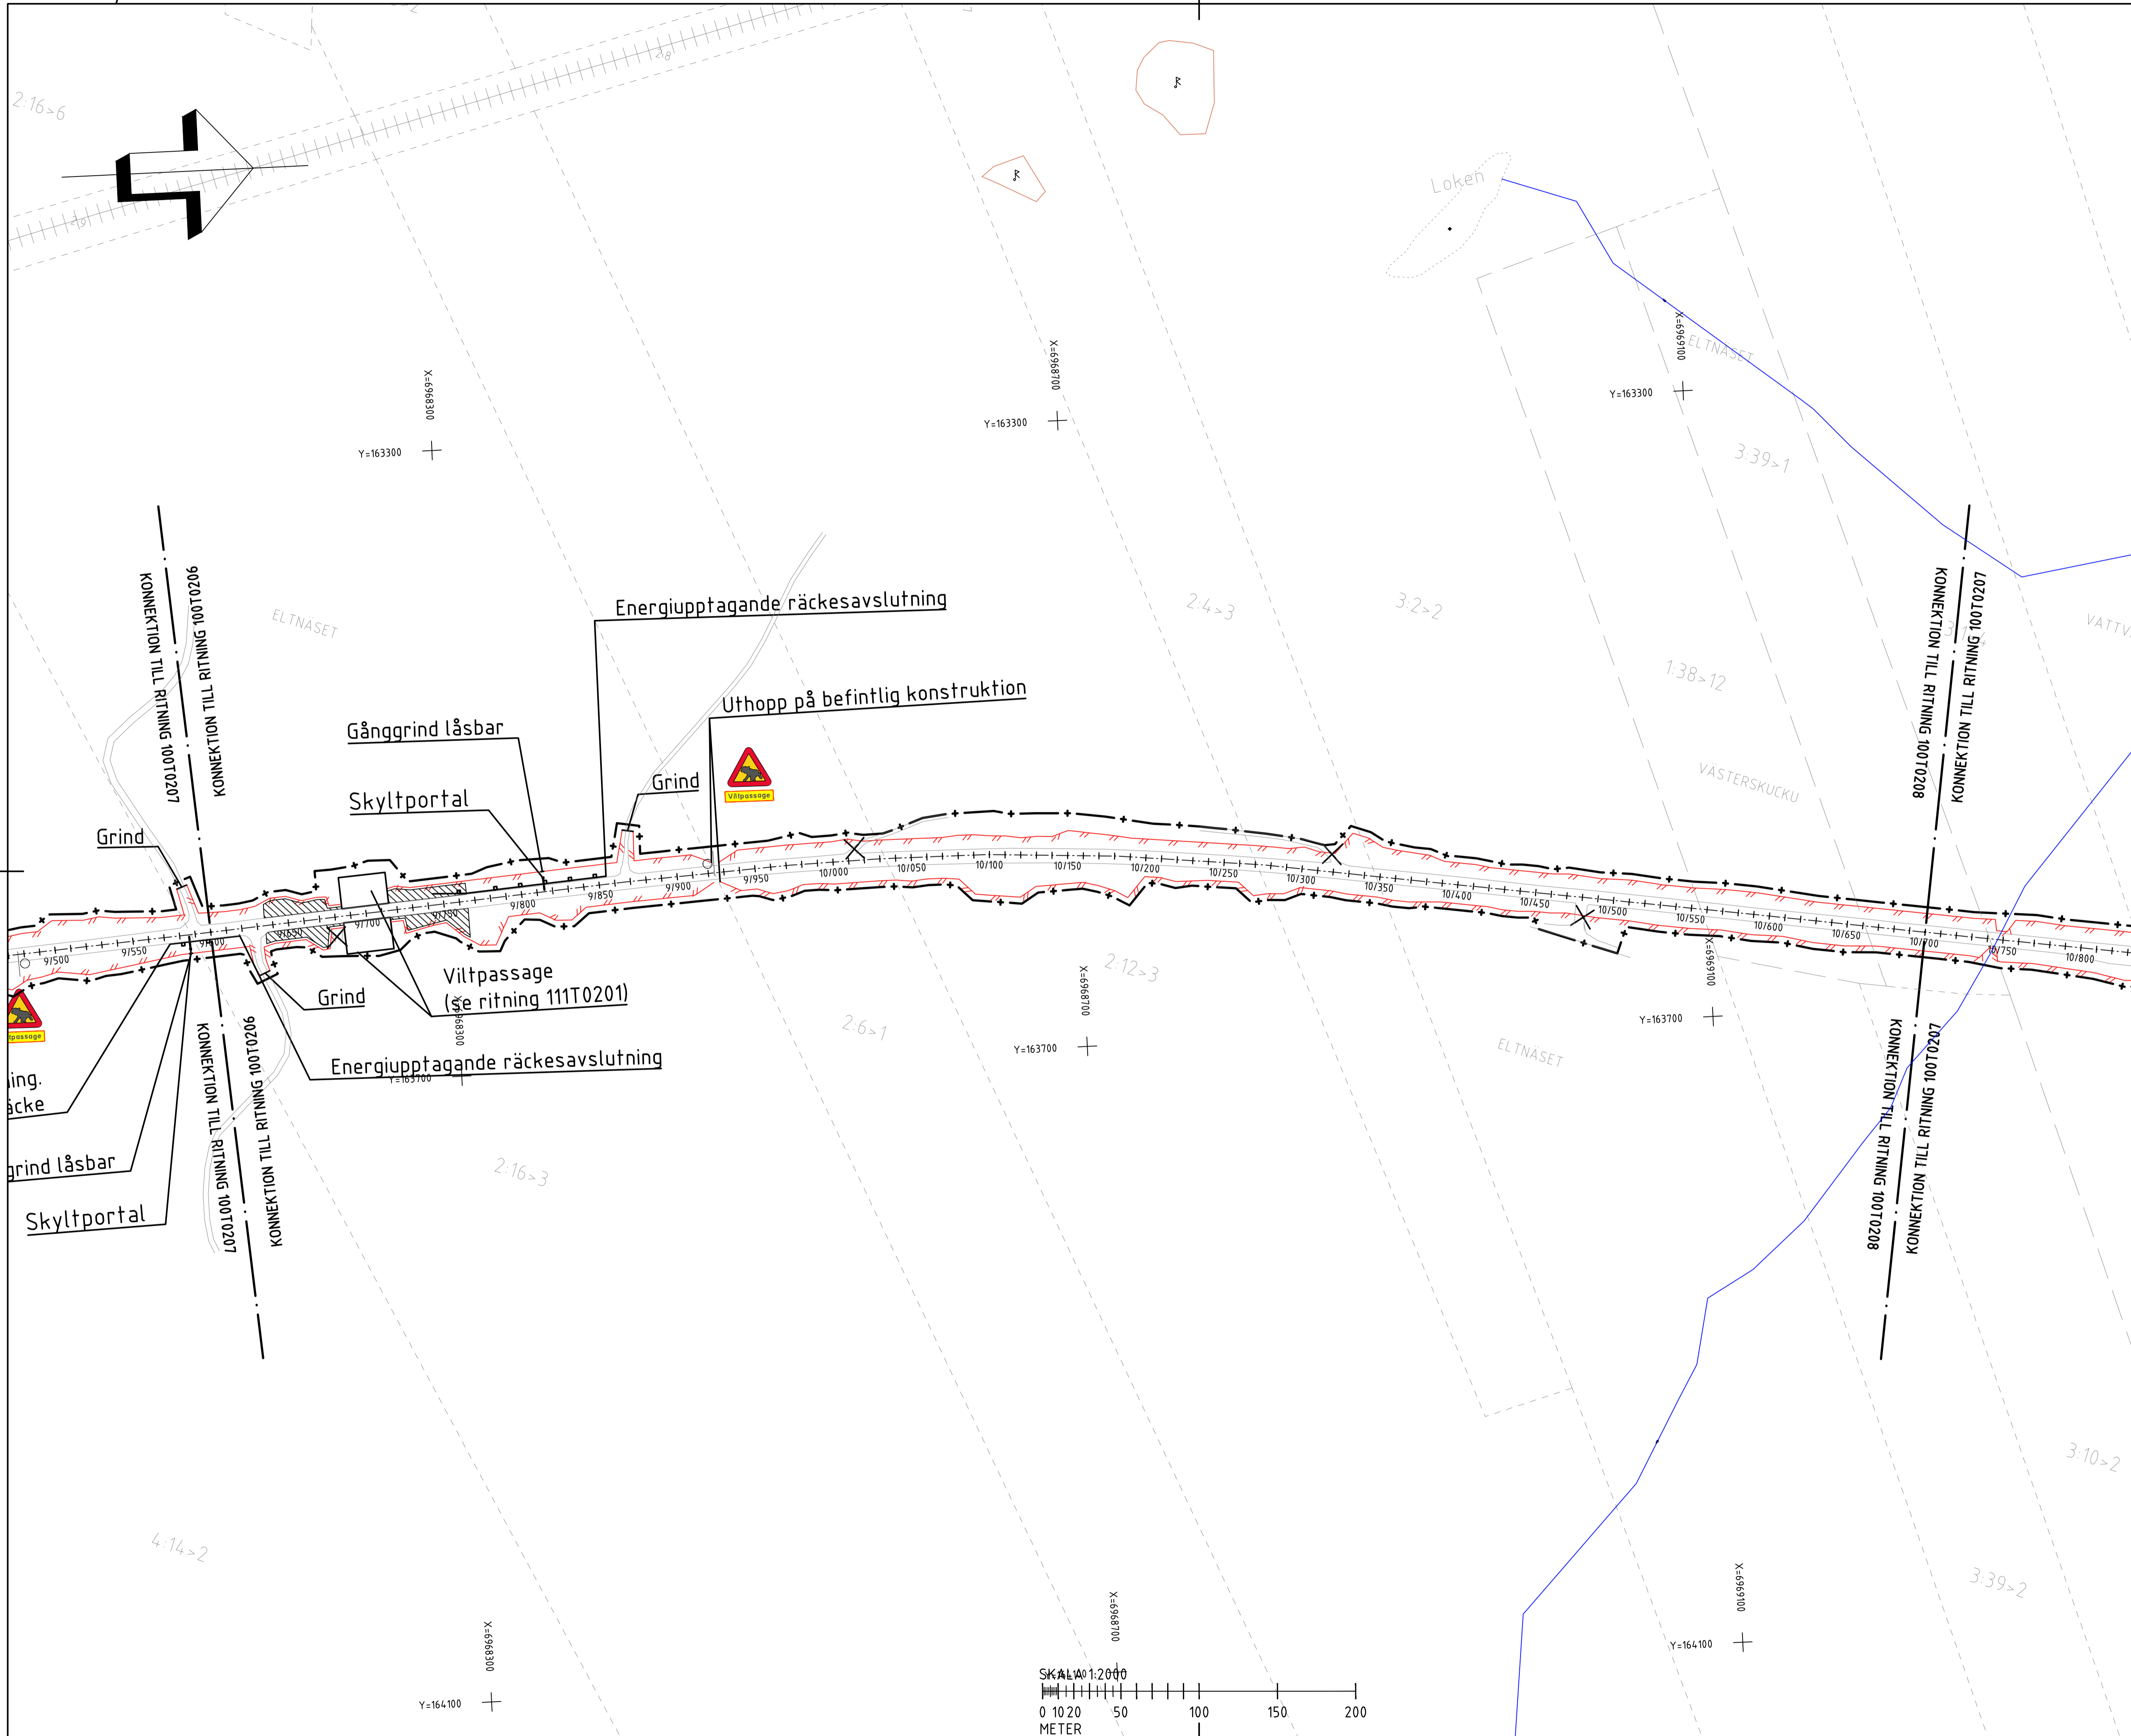 2:16>6
2:8
2:9
Loken
X=6969100
ELTNÄSET
X=6968700
X=6968300
Y=163300
Y=163300
Y=163300
3:39>1
KONNEKTION TILL RITNING 100T0207
KONNEKTION TILL RITNING 100T0206
ELTNÄSET
Energiupptagande räckesavslutning
2:4>3
3:2>2
KONNEKTION TILL RITNING 100T0208
KONNEKTION TILL RITNING 100T0207
1:38>12
Uthopp på befintlig konstruktion
Gånggrind låsbar
Viltpassage
Grind
Skyltportal
VÄSTERSKUCKU
Grind
9/500
9/550
9/600
9/650
9/700
9/750
9/800
9/850
9/900
9/950
10/000
10/050
10/100
10/150
10/200
10/250
10/300
10/350
10/400
10/450
10/500
10/550
10/600
10/650
10/700
10/750
10/800
Viltpassage
(se ritning 111T0201)
Grind
2:12>3
X=6968300
X=6968700
X=6969100
2:6>1
Y=163700
Y=163700
Y=163700
ELTNÄSET
tpassage
Energiupptagande räckesavslutning
ing.
äcke
KONNEKTION TILL RITNING 100T0207
KONNEKTION TILL RITNING 100T0206
KONNEKTION TILL RITNING 100T0208
KONNEKTION TILL RITNING 100T0207
grind låsbar
2:16>3
Skyltportal
3:10>2
4:14>2
3:39>2
X=6968300
X=6968700
X=6969100
Y=164100
Y=164100
SKALA 1:2000
0 10 20 50 100 150 200
METER